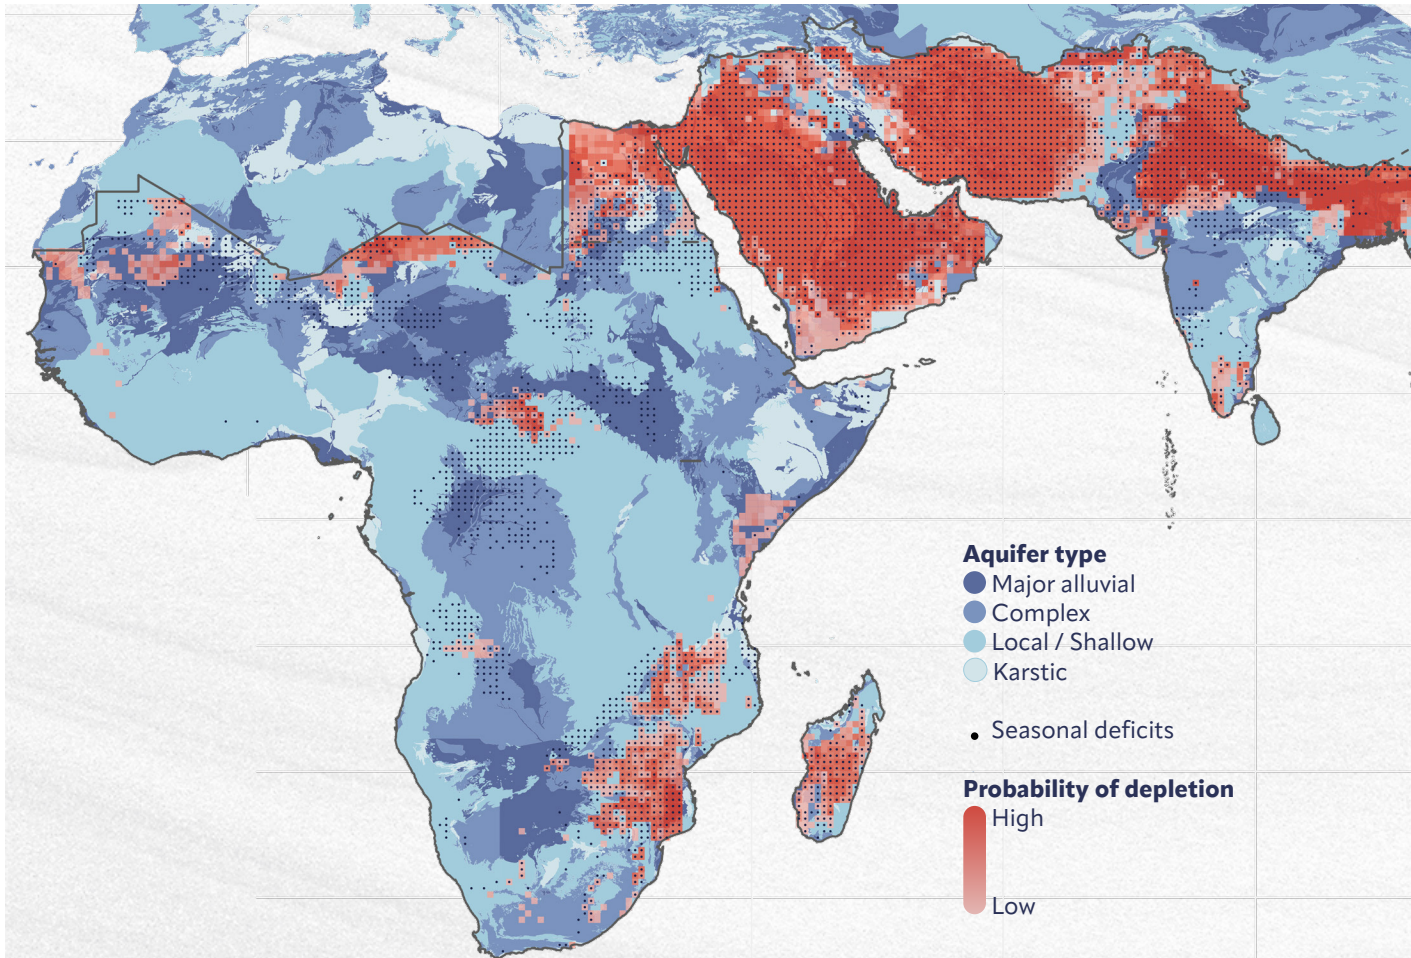 Aquifer type
Major alluvial
Complex
Local / Shallow
Karstic
Seasonal deficits
Probability of depletion
High
Low